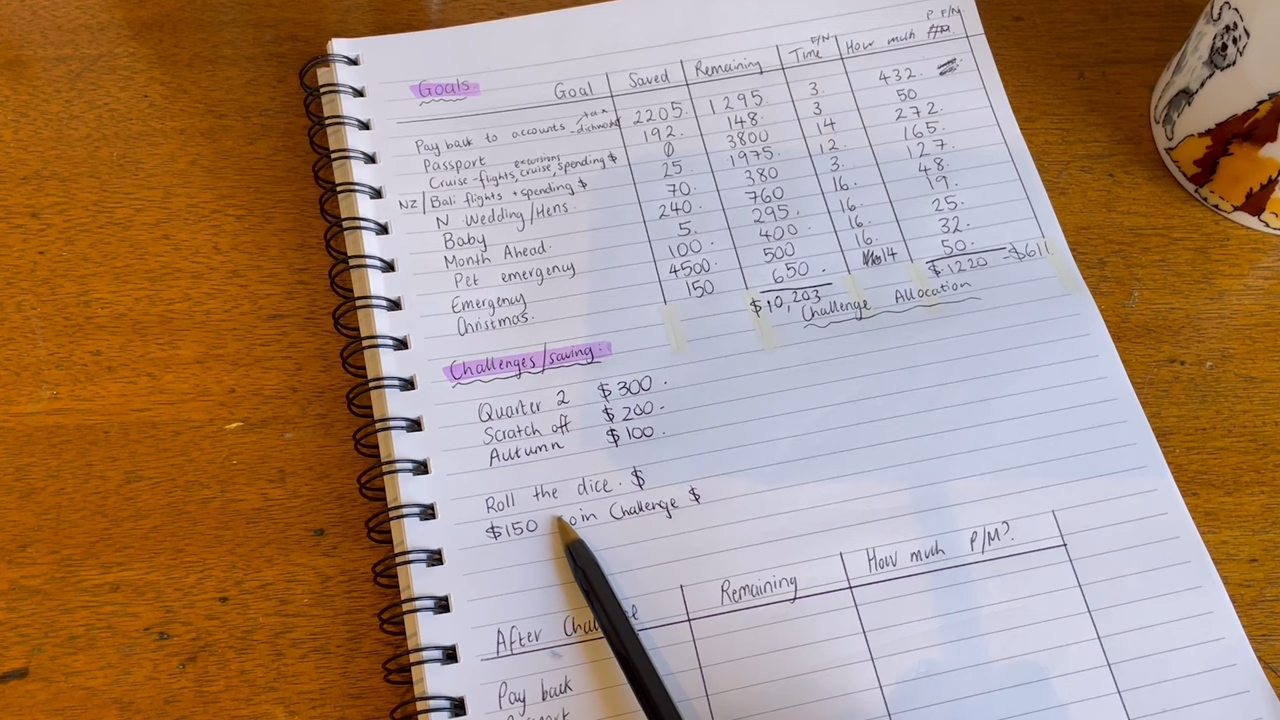 Goals Goal Saved Remaining Time F/N How much P F/N
Pay back to accounts tax 2205. 1295. 3. 432.
Passport 192. 148. 3. 50
Cruise-flights, excursions cruise, spending $ 0 3800 14 272.
NZ/Bali flights + spending $ 25 1975. 12. 165.
N Wedding/Hens. 70. 380 3. 127.
Baby 240. 760 16. 48.
Month Ahead. 5. 295. 16. 19.
Pet emergency 100. 400 16. 25.
Emergency 4500. 500 16. 32.
Christmas. 150 650. 14 50.
$10,203 $1220 =$611
Challenge Allocation
Challenges/saving:
Quarter 2 $300.
Scratch off $200.
Autumn $100.
Roll the dice. $
$150 oin Challenge $
After Remaining How much P/M?
Pay back